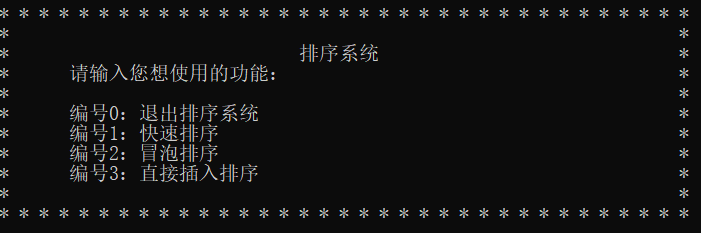 * * * * * * * * * * * * * * * * * * * * * * * * * * * * * * * * * * *
* *
* 排序系统 *
* 请输入您想使用的功能： *
* *
* 编号0：退出排序系统 *
* 编号1：快速排序 *
* 编号2：冒泡排序 *
* 编号3：直接插入排序 *
* *
* * * * * * * * * * * * * * * * * * * * * * * * * * * * * * * * * * *